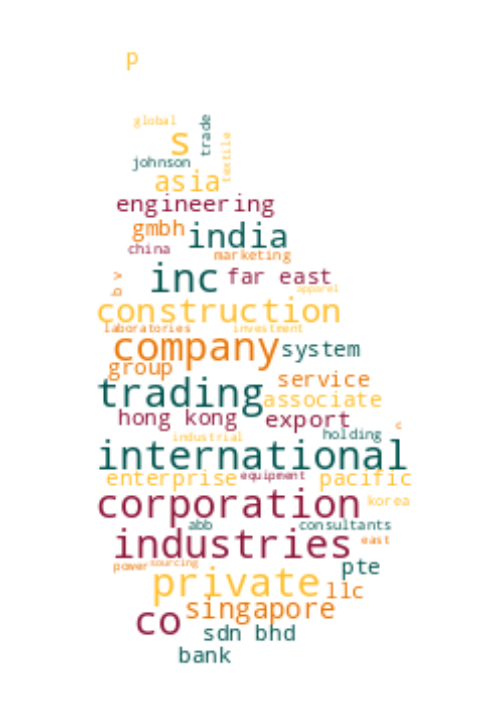 p
global
trade
s
textile
johnson
asia
engineering
gmbh
india
china
marketing
b v
inc
far east
apparel
construction
laboratories
investment
company
system
group
service
trading
associate
hong kong
export
c
industrial
holding
international
enterprise
equipment
pacific
corporation
korea
abb
consultants
industries
east
power
sourcing
pte
private
llc
singapore
co
sdn bhd
bank